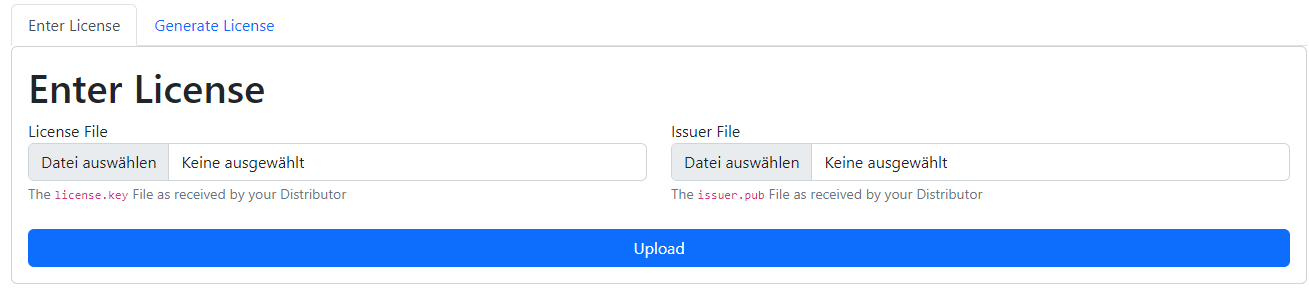 Enter License Generate License
Enter License
License File Issuer File
Datei auswählen Keine ausgewählt Datei auswählen Keine ausgewählt
The license.key File as received by your Distributor The issuer.pub File as received by your Distributor
Upload